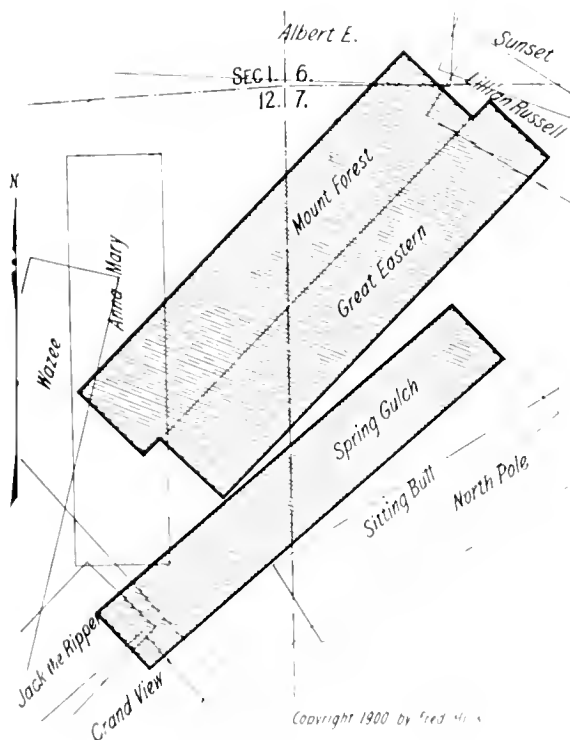 Albert E.
Sunset
SEC 1. 6.
12. 7.
Lillian Russell
Mount Forest
N
Anna Mary
Great Eastern
Wazee
Spring Gulch
Sitting Bull
North Pole
Jack the Ripper
Grand View
Copyright 1900 by Fred